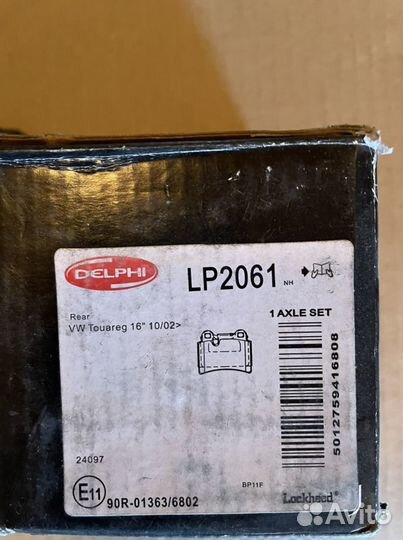 DELPHI
LP2061 NH
Rear
VW Touareg 16" 10/02>
1 AXLE SET
5012759416808
24097
E11
90R-01363/6802
BP11F
Lockheed
Avito